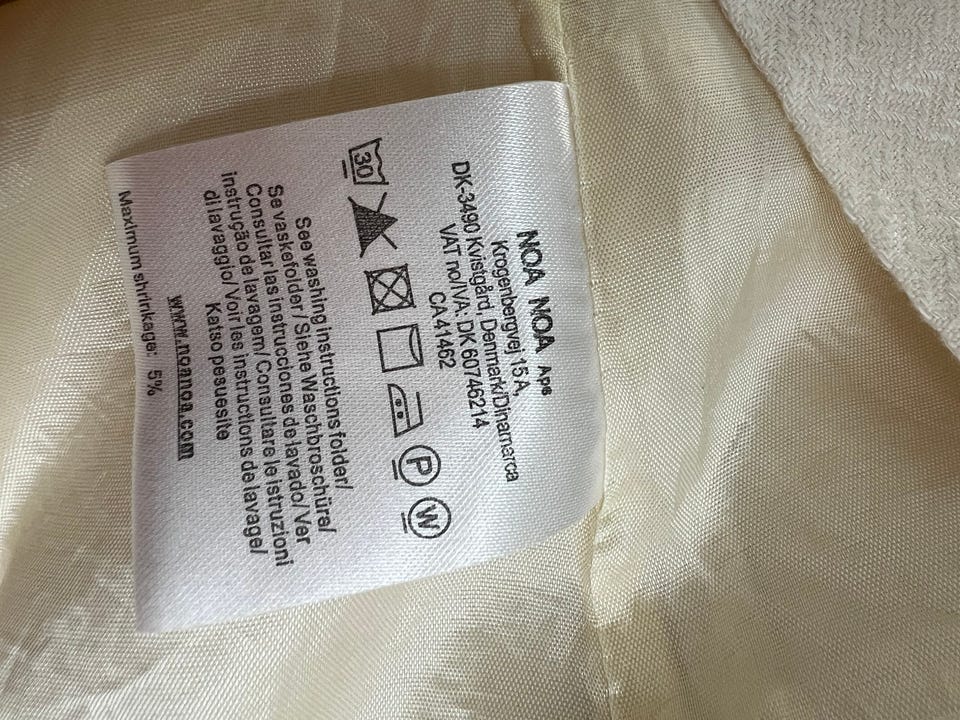 NOA NOA Aps
Krogenbergvej 15A,
DK-3490 Kvistgård, Denmark/Dinamarca
VAT no/IVA: DK 60746214
CA41462
30 P W
See washing instructions folder/
Se vaskefolder/ Siehe Waschbroschüre/
Consultar las instrucciones de lavado/ Ver
instrução de lavagem/ Consultare le istruzioni
di lavaggio/ Voir les instructions de lavage/
Katso pesuesite
www.noanoa.com
Maximum shrinkage: 5%